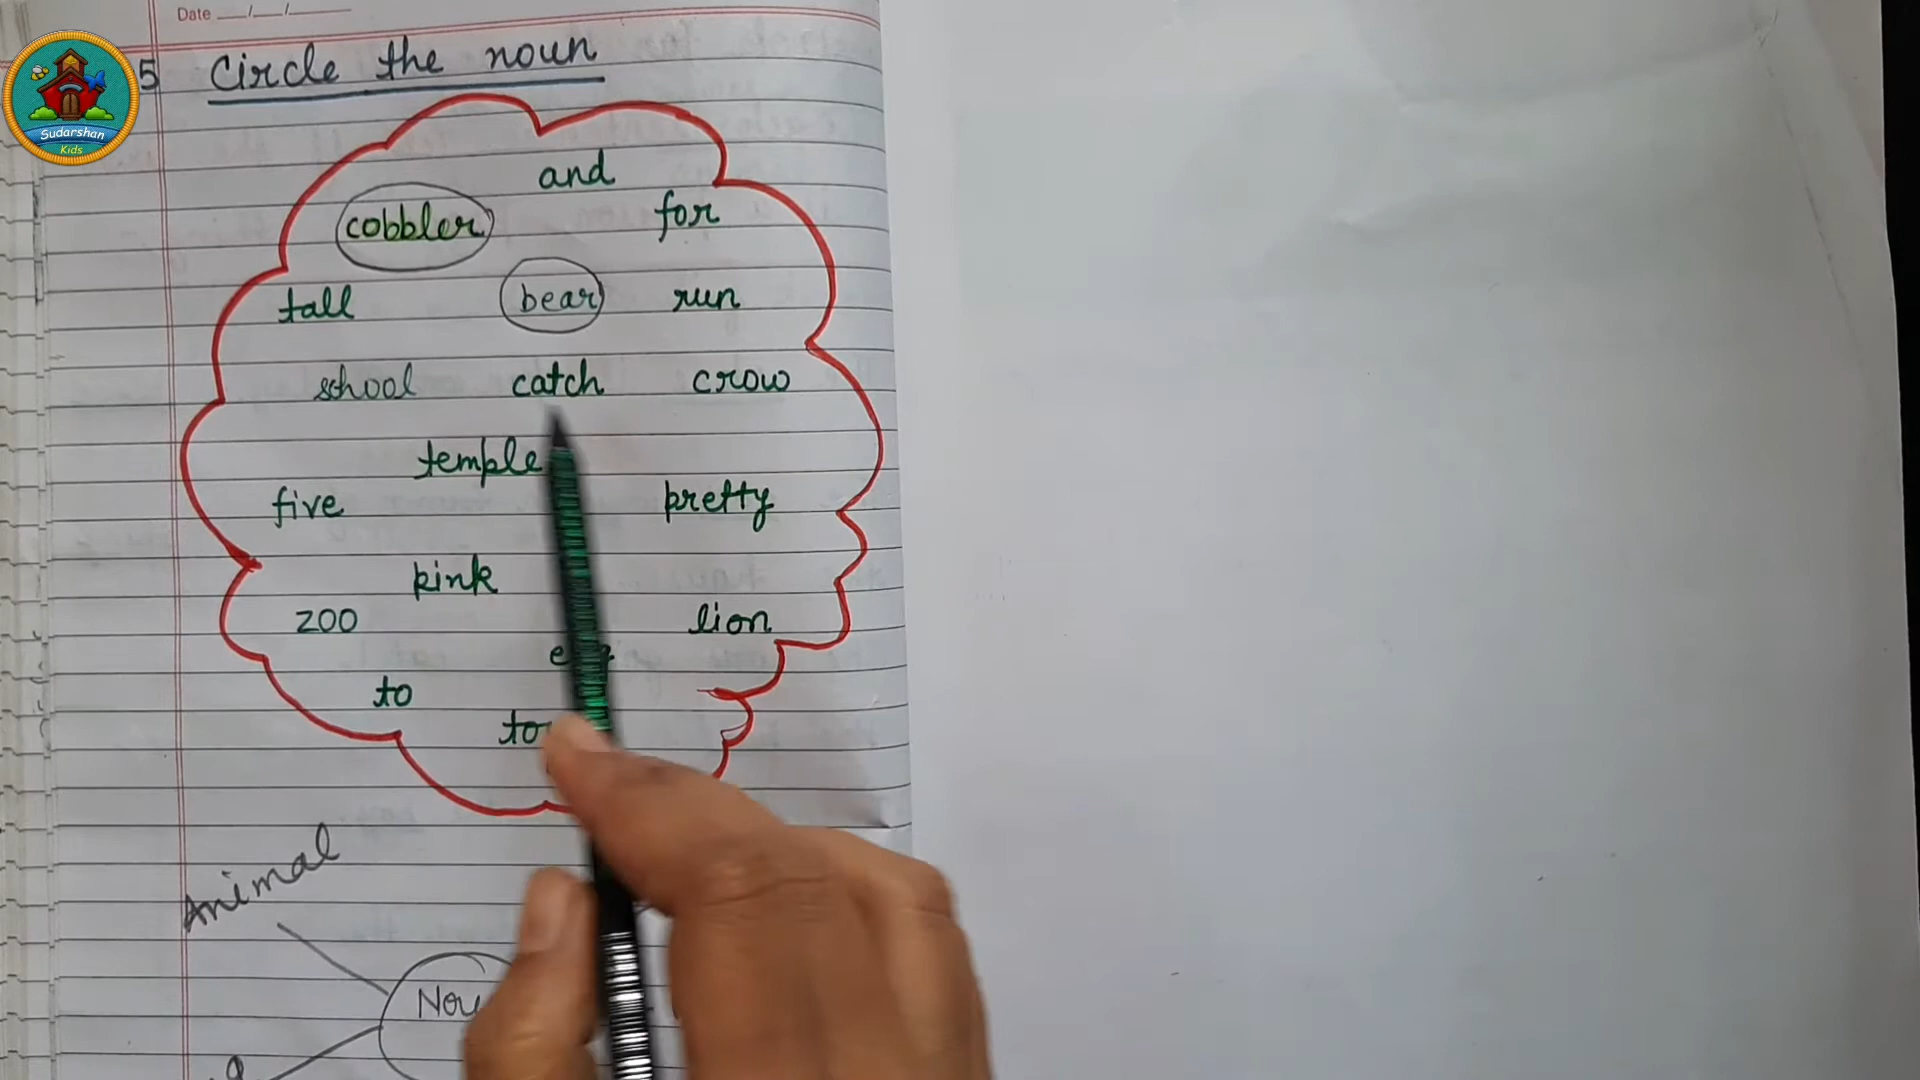 Date
Sudarshan
Kids
5 Circle the noun
and
cobbler for
tall bear run
school catch crow
temple
five pretty
pink
zoo lion
to
Animal